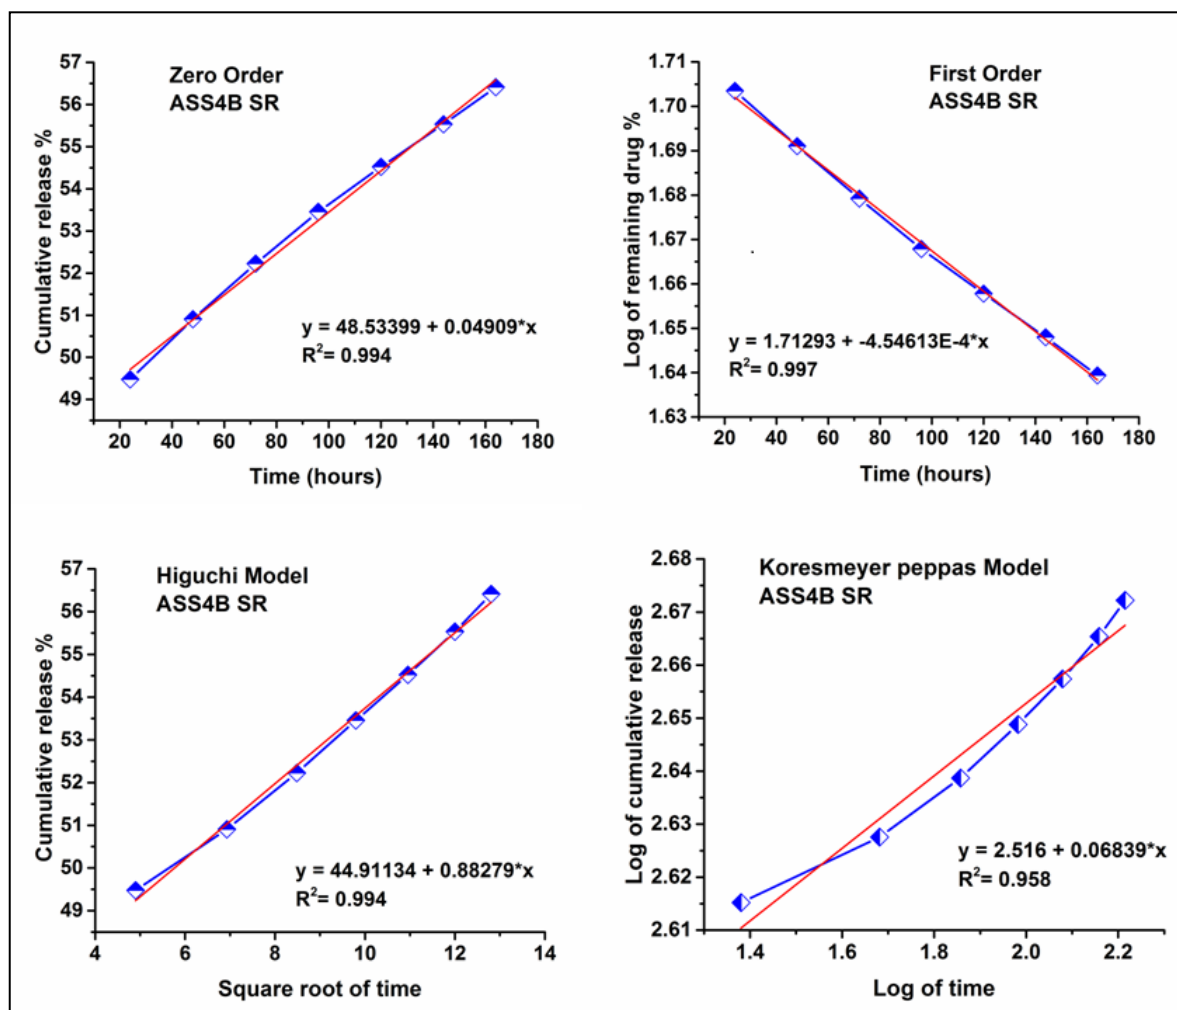 Zero Order
ASS4B SR
57
56
55
54
53
52
51
50
49
Cumulative release %
y = 48.53399 + 0.04909*x
R²= 0.994
20 40 60 80 100 120 140 160 180
Time (hours)
First Order
ASS4B SR
1.71
1.70
1.69
1.68
1.67
1.66
1.65
1.64
1.63
Log of remaining drug %
y = 1.71293 + -4.54613E-4*x
R²= 0.997
20 40 60 80 100 120 140 160 180
Time (hours)
Higuchi Model
ASS4B SR
57
56
55
54
53
52
51
50
49
Cumulative release %
y = 44.91134 + 0.88279*x
R²= 0.994
4 6 8 10 12 14
Square root of time
Koresmeyer peppas Model
ASS4B SR
2.68
2.67
2.66
2.65
2.64
2.63
2.62
2.61
Log of cumulative release
y = 2.516 + 0.06839*x
R²= 0.958
1.4 1.6 1.8 2.0 2.2
Log of time